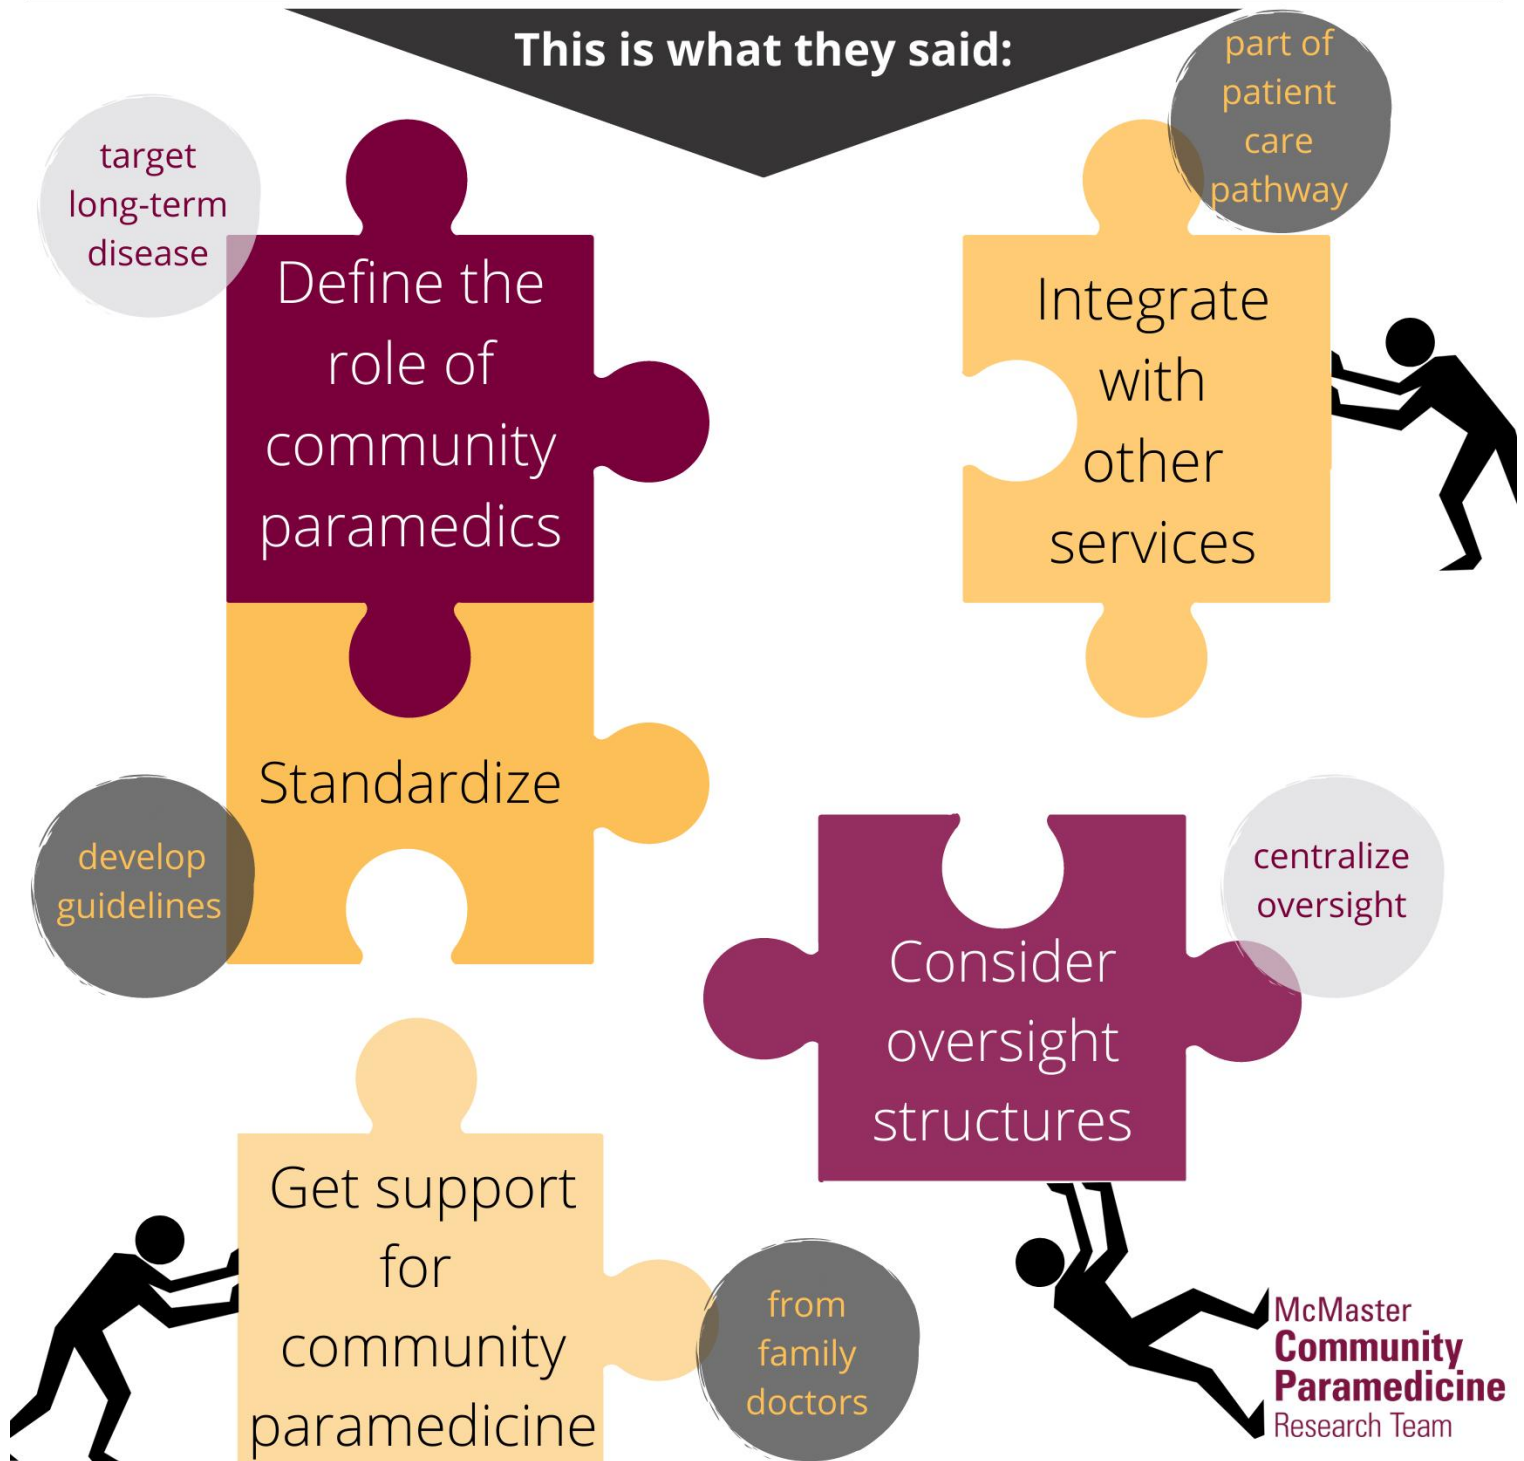 This is what they said:
target
long-term
disease
Define the
role of
community
paramedics
part of
patient
care
pathway
Integrate
with
other
services
Standardize
develop
guidelines
centralize
oversight
Consider
oversight
structures
Get support
for
community
paramedicine
from
family
doctors
McMaster
Community
Paramedicine
Research Team